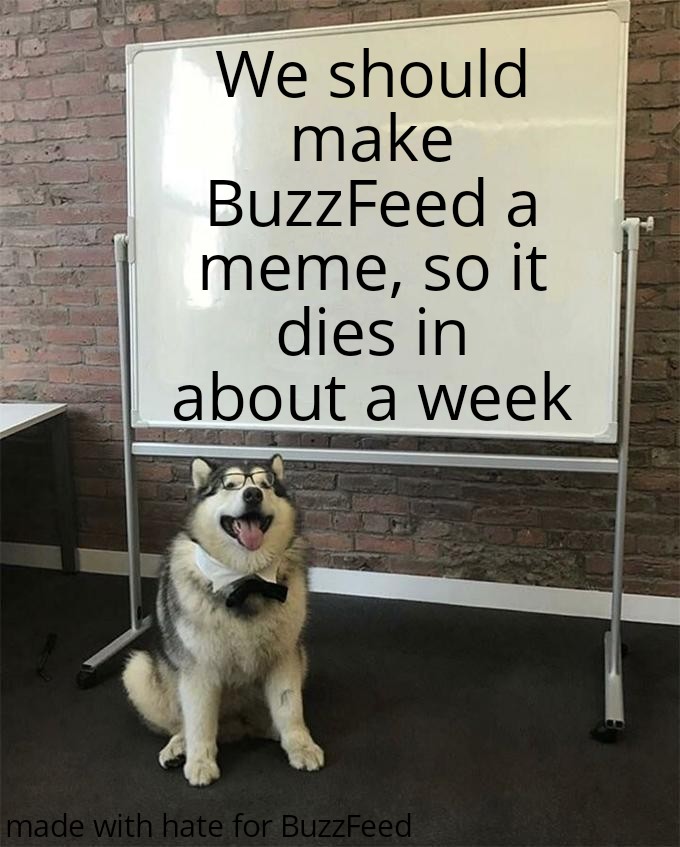 We should
make
BuzzFeed a
meme, so it
dies in
about a week
made with hate for BuzzFeed